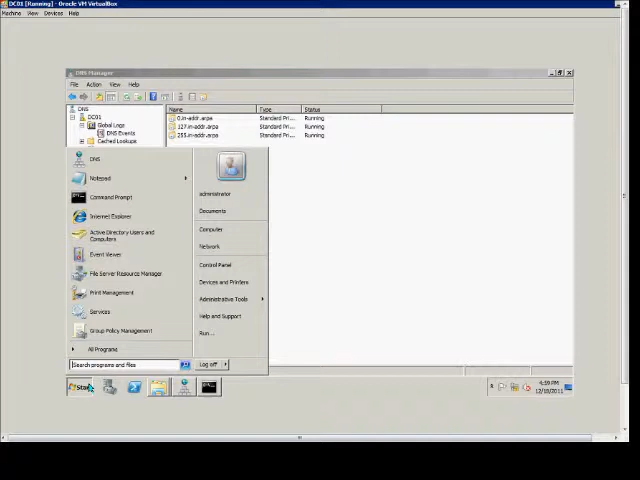 DC01 [Running] - Oracle VM VirtualBox
Machine View Devices Help
DNS Manager
File Action View Help
DNS
DC01
Global Logs
DNS Events
Cached Lookups
Name Type Status
0.in-addr.arpa Standard Pri... Running
127.in-addr.arpa Standard Pri... Running
255.in-addr.arpa Standard Pri... Running
DNS
Notepad
Command Prompt
Internet Explorer
Active Directory Users and
Computers
Event Viewer
File Server Resource Manager
Print Management
Services
Group Policy Management
All Programs
Search programs and files
administrator
Documents
Computer
Network
Control Panel
Devices and Printers
Administrative Tools
Help and Support
Run...
Log off
Start
4:59 PM
12/18/2011